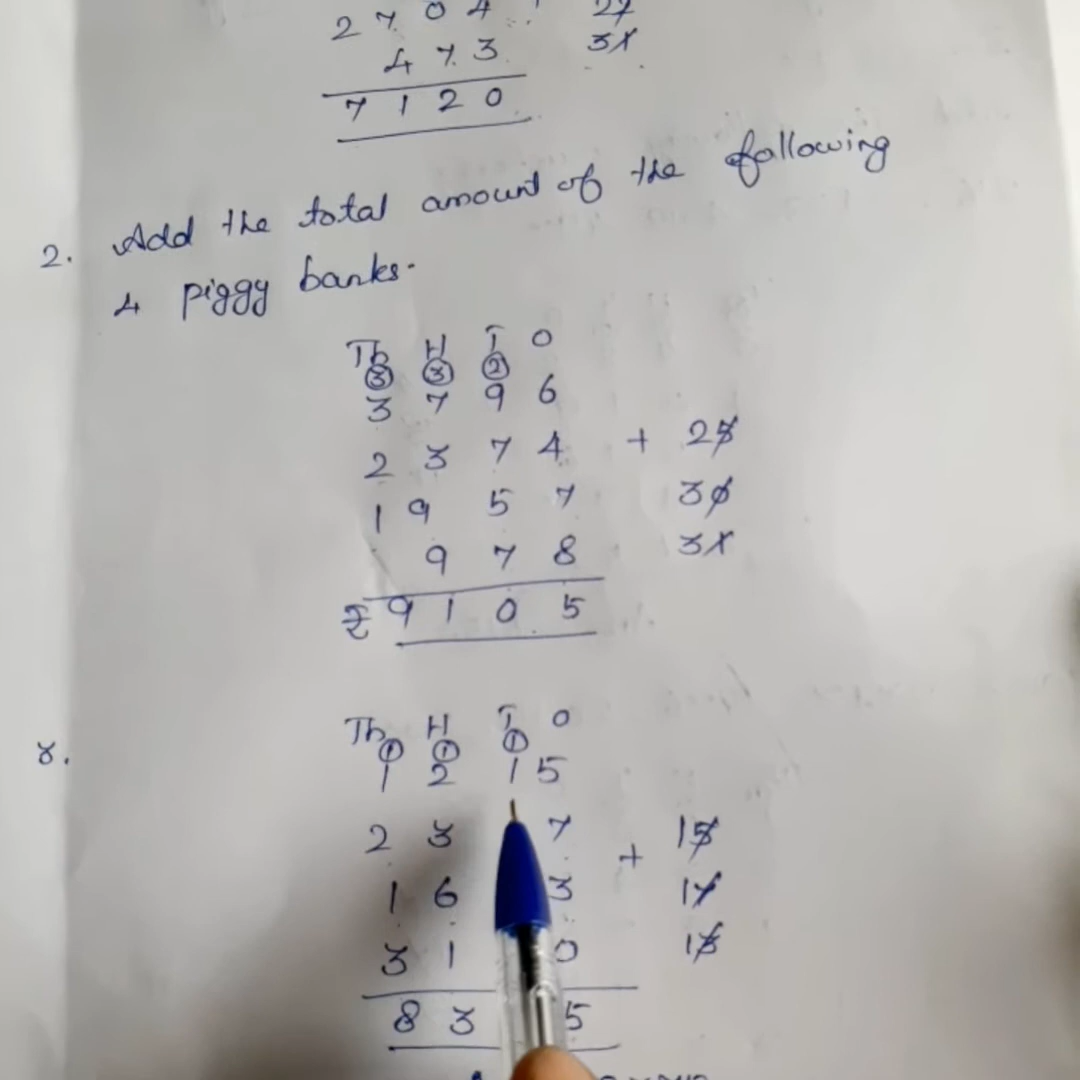 2 7 0 4 27
4 7 3 31
7 1 2 0
2. Add the total amount of the following
4 piggy banks.
Th H T O
3 3 2
3 7 9 6
2 3 7 4 + 25
1 9 5 7 30
9 7 8 31
₹ 9 1 0 5
8. Th H T O
1 1 1
1 2 1 5
2 3 7 + 15
1 6 3 11
3 1 0 13
8 3 5